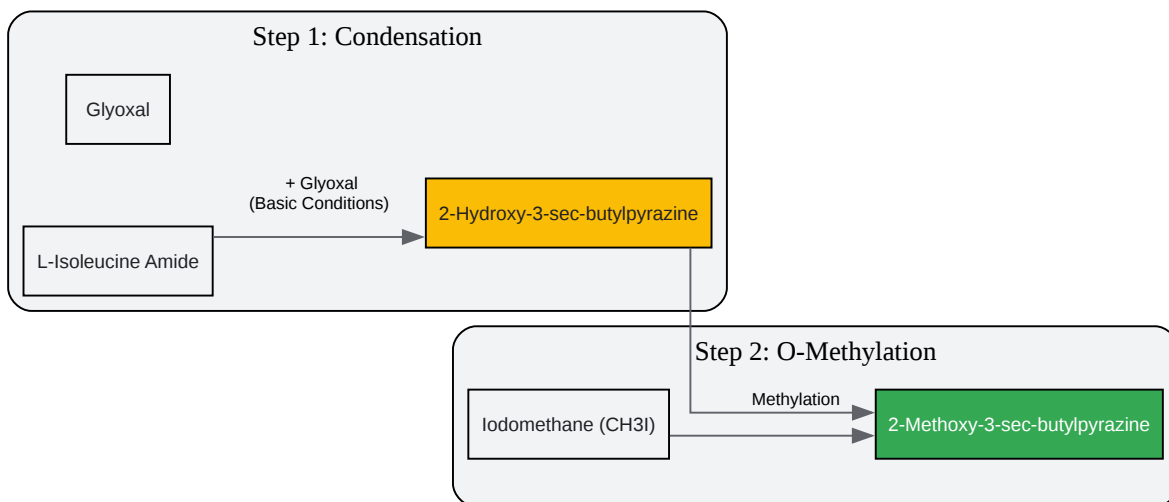 Step 1: Condensation
Glyoxal
+ Glyoxal
(Basic Conditions)
2-Hydroxy-3-sec-butylpyrazine
L-Isoleucine Amide
Step 2: O-Methylation
Iodomethane (CH3I)
Methylation
2-Methoxy-3-sec-butylpyrazine